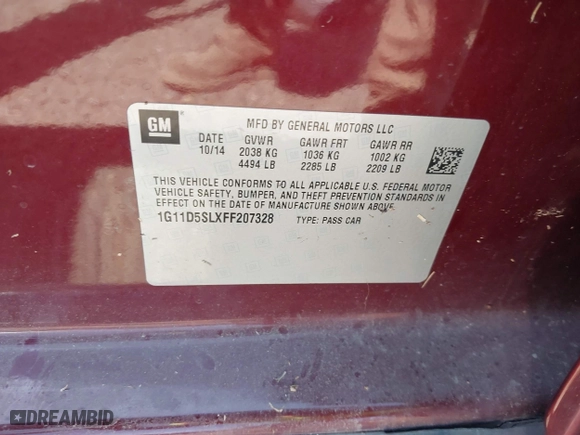 GM
MFD BY GENERAL MOTORS LLC
DATE GVWR GAWR FRT GAWR RR
10/14 2038 KG 1036 KG 1002 KG
4494 LB 2285 LB 2209 LB
THIS VEHICLE CONFORMS TO ALL APPLICABLE U.S. FEDERAL MOTOR
VEHICLE SAFETY, BUMPER, AND THEFT PREVENTION STANDARDS IN
EFFECT ON THE DATE OF MANUFACTURE SHOWN ABOVE.
1G11D5SLXFF207328 TYPE: PASS CAR
DREAMBID